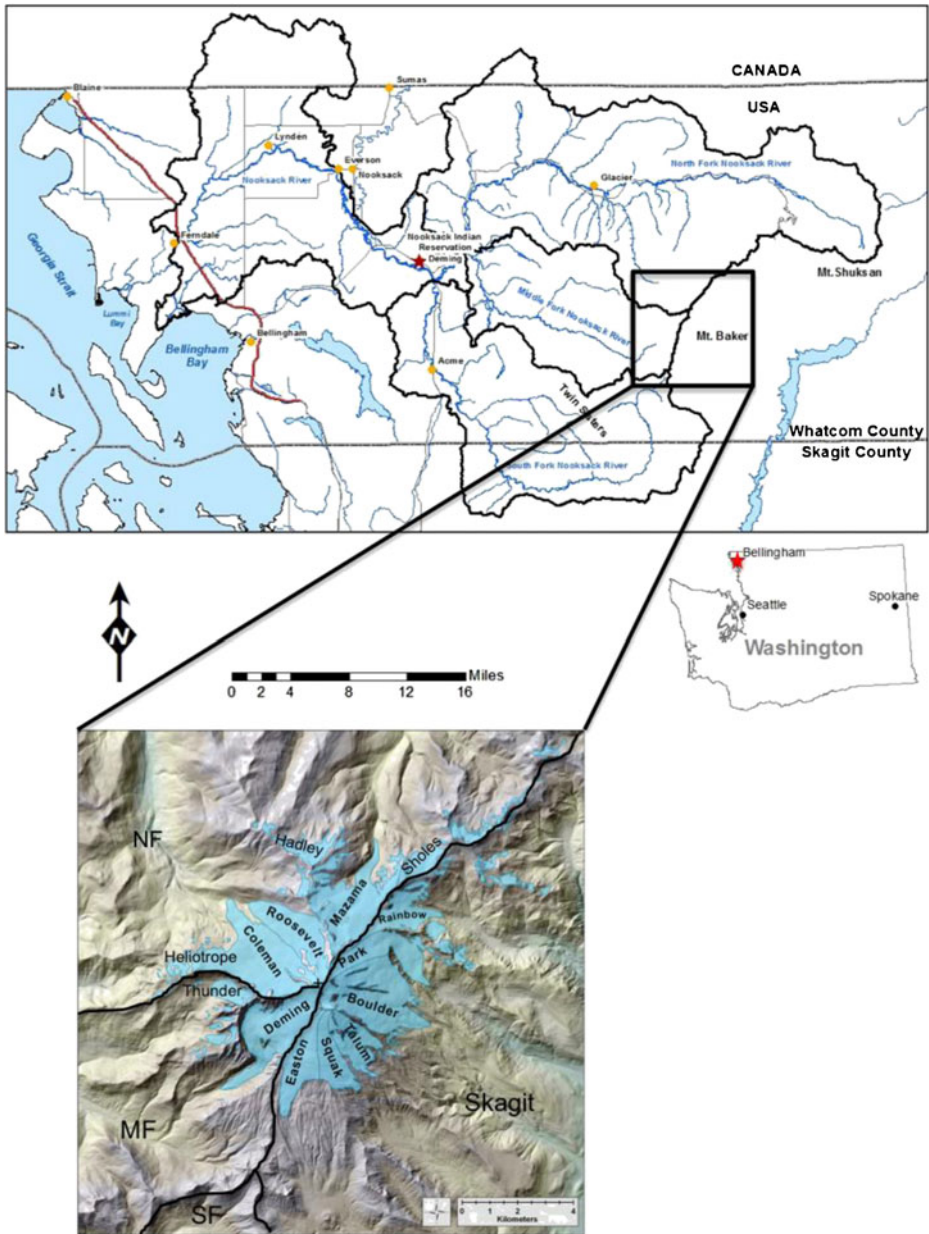 CANADA
USA
Blaine
Sumas
Lynden
Everson
Nooksack
Nooksack River
North Fork Nooksack River
Glacier
Ferndale
Nooksack Indian
Reservation
Deming
Georgia Strait
Lummi
Bay
Mt. Shuksan
Middle Fork Nooksack River
Mt. Baker
Bellingham
Bellingham
Bay
Acme
Twin Sisters
Whatcom County
Skagit County
South Fork Nooksack River
Bellingham
Seattle
Spokane
Washington
N
Miles
0 2 4 8 12 16
NF
Hadley
Sholes
Mazama
Roosevelt
Rainbow
Coleman
Park
Heliotrope
Thunder
Boulder
Deming
Talum
Squak
Easton
Skagit
MF
SF
0 2 4
Kilometers